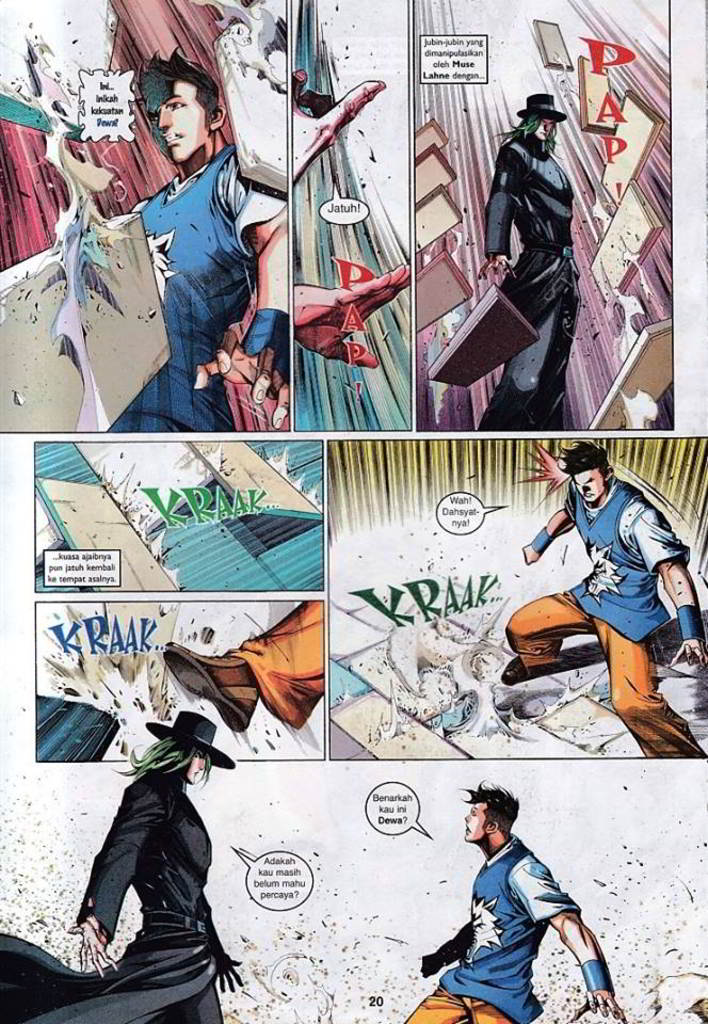 Ini...
Inikah
kekuatan
Dewa!
Jatuh!
PAP!
Jubin-jubin yang
dimanipulasikan
oleh Muse
Lahne dengan...
PAP!
...kuasa ajaibnya
pun jatuh kembali
ke tempat asalnya.
KRAAK...
Wah!
Dahsyat-
nya!
KRAAK...
KRAAK..
Benarkah
kau ini
Dewa?
Adakah
kau masih
belum mahu
percaya?
20